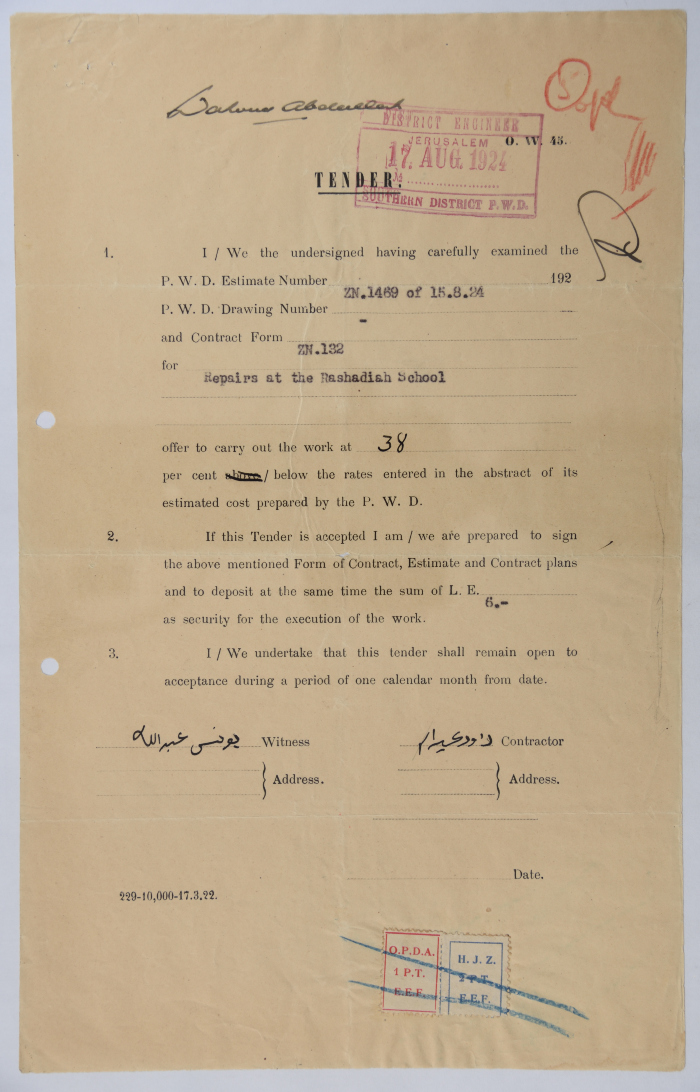 Abdullah
DISTRICT ENGINEER
JERUSALEM
O. W. 45.
17. AUG. 1924
TENDER.
SOUTHERN DISTRICT P.W.D.
1. I / We the undersigned having carefully examined the
P. W. D. Estimate Number ZN.1469 of 15.8.24 192
P. W. D. Drawing Number -
and Contract Form ZN.132
for Repairs at the Rashadiah School
offer to carry out the work at 38
per cent above / below the rates entered in the abstract of its
estimated cost prepared by the P. W. D.
2. If this Tender is accepted I am / we are prepared to sign
the above mentioned Form of Contract, Estimate and Contract plans
and to deposit at the same time the sum of L. E. 6.-
as security for the execution of the work.
3. I / We undertake that this tender shall remain open to
acceptance during a period of one calendar month from date.
يونس عبدالله Witness
داود Contractor
Address.
Address.
Date.
229-10,000-17.3.22.
O.P.D.A.
1 P.T.
E.E.F.
H. J. Z.
P.T.
E.E.F.